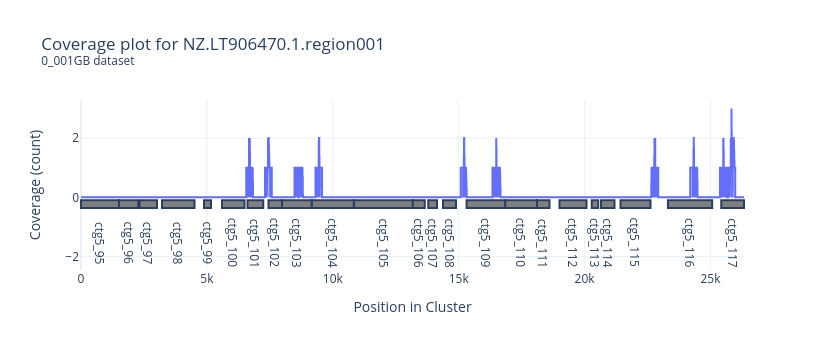 Coverage plot for NZ.LT906470.1.region001
0_001GB dataset
Coverage (count)
2
0
−2
ctg5_95
ctg5_96
ctg5_97
ctg5_98
ctg5_99
ctg5_100
ctg5_101
ctg5_102
ctg5_103
ctg5_104
ctg5_105
ctg5_106
ctg5_107
ctg5_108
ctg5_109
ctg5_110
ctg5_111
ctg5_112
ctg5_113
ctg5_114
ctg5_115
ctg5_116
ctg5_117
0 5k 10k 15k 20k 25k
Position in Cluster